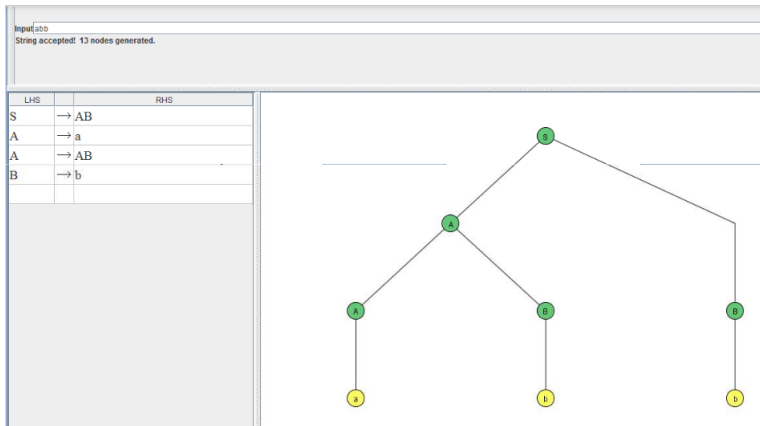 Input abb
String accepted! 13 nodes generated.
LHS RHS
S → AB
A → a
A → AB
B → b
S
A
A B B
a b b